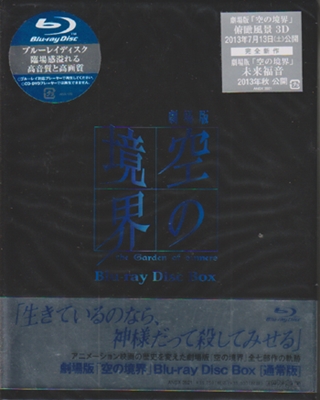 Blu-ray Disc
ブルーレイディスク
臨場感溢れる
高音質と高画質
劇場版「空の境界」
俯瞰風景 3D
2013年7月13日(土)公開
完全新作
劇場版「空の境界」
未来福音
2013年秋 公開
劇場版
空の
境界
the Garden of sinners
Blu-ray Disc Box
「生きているのなら、
神様だって殺してみせる」
Blu-ray Disc
アニメーション映画の歴史を変えた劇場版「空の境界」全七部作の軌跡
劇場版「空の境界」Blu-ray Disc Box【通常版】